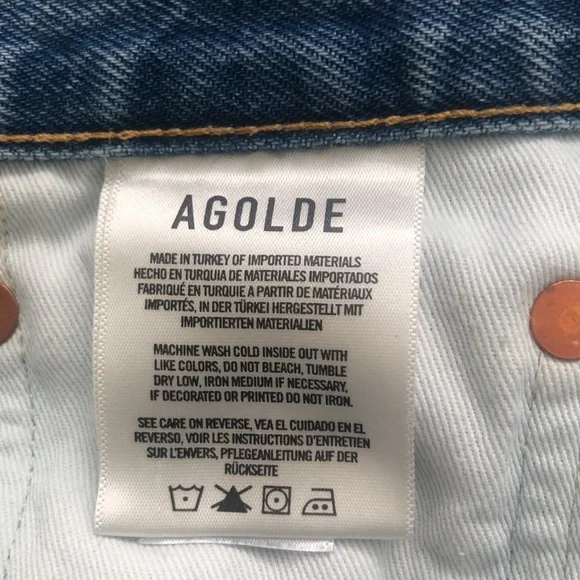 AGOLDE
MADE IN TURKEY OF IMPORTED MATERIALS
HECHO EN TURQUIA DE MATERIALES IMPORTADOS
FABRIQUÉ EN TURQUIE A PARTIR DE MATÉRIAUX
IMPORTÉS, IN DER TÜRKEI HERGESTELLT MIT
IMPORTIERTEN MATERIALIEN
MACHINE WASH COLD INSIDE OUT WITH
LIKE COLORS, DO NOT BLEACH, TUMBLE
DRY LOW, IRON MEDIUM IF NECESSARY,
IF DECORATED OR PRINTED DO NOT IRON.
SEE CARE ON REVERSE, VEA EL CUIDADO EN EL
REVERSO, VOIR LES INSTRUCTIONS D'ENTRETIEN
SUR L'ENVERS, PFLEGEANLEITUNG AUF DER
RÜCKSEITE